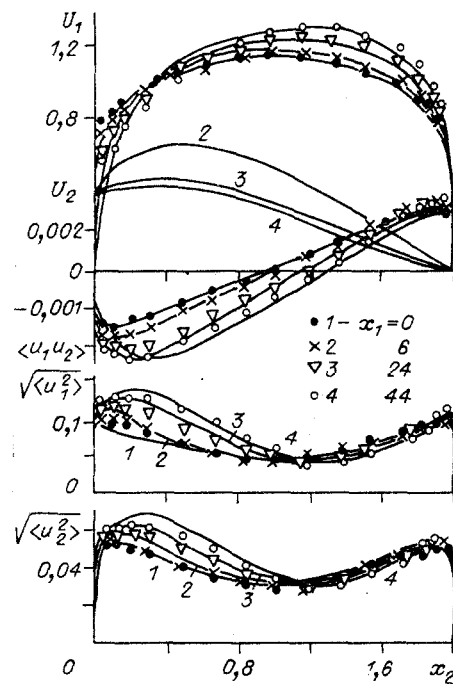 U₁
1,2
0,8
U₂
0,002
0
-0,001
<u₁u₂>
2
3
4
● 1 – x₁=0
× 2 6
▽ 3 24
○ 4 44
√<u₁²>
0,1
0
1 2 3 4
√<u₂²>
0,04
1 2 3 4
0 0,8 1,6 x₂